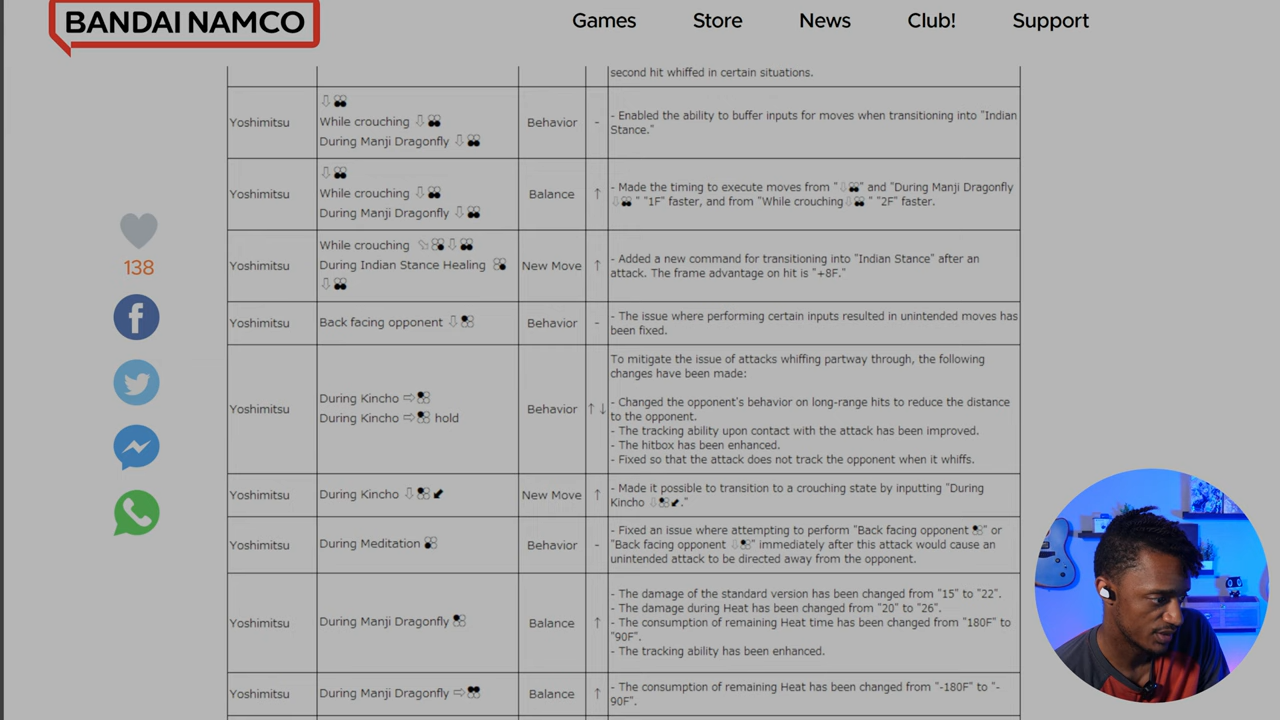 BANDAI NAMCO
Games Store News Club! Support
second hit whiffed in certain situations.
Yoshimitsu
While crouching
During Manji Dragonfly
Behavior
-
- Enabled the ability to buffer inputs for moves when transitioning into "Indian
Stance."
Yoshimitsu
While crouching
During Manji Dragonfly
Balance
↑
- Made the timing to execute moves from "⇩" and "During Manji Dragonfly
⇩" "1F" faster, and from "While crouching⇩" "2F" faster.
Yoshimitsu
While crouching
During Indian Stance Healing
New Move
↑
- Added a new command for transitioning into "Indian Stance" after an
attack. The frame advantage on hit is "+8F."
Yoshimitsu
Back facing opponent ⇩
Behavior
-
- The issue where performing certain inputs resulted in unintended moves has
been fixed.
Yoshimitsu
During Kincho ⇨
During Kincho ⇨ hold
Behavior
↑ ↓
To mitigate the issue of attacks whiffing partway through, the following
changes have been made:
- Changed the opponent's behavior on long-range hits to reduce the distance
to the opponent.
- The tracking ability upon contact with the attack has been improved.
- The hitbox has been enhanced.
- Fixed so that the attack does not track the opponent when it whiffs.
Yoshimitsu
During Kincho ⇩
New Move
↑
- Made it possible to transition to a crouching state by inputting "During
Kincho ⇩."
Yoshimitsu
During Meditation
Behavior
-
- Fixed an issue where attempting to perform "Back facing opponent" or
"Back facing opponent ⇩" immediately after this attack would cause an
unintended attack to be directed away from the opponent.
Yoshimitsu
During Manji Dragonfly
Balance
↑
- The damage of the standard version has been changed from "15" to "22".
- The damage during Heat has been changed from "20" to "26".
- The consumption of remaining Heat time has been changed from "180F" to
"90F".
- The tracking ability has been enhanced.
Yoshimitsu
During Manji Dragonfly ⇨
Balance
↑
- The consumption of remaining Heat has been changed from "-180F" to "-
90F".
138